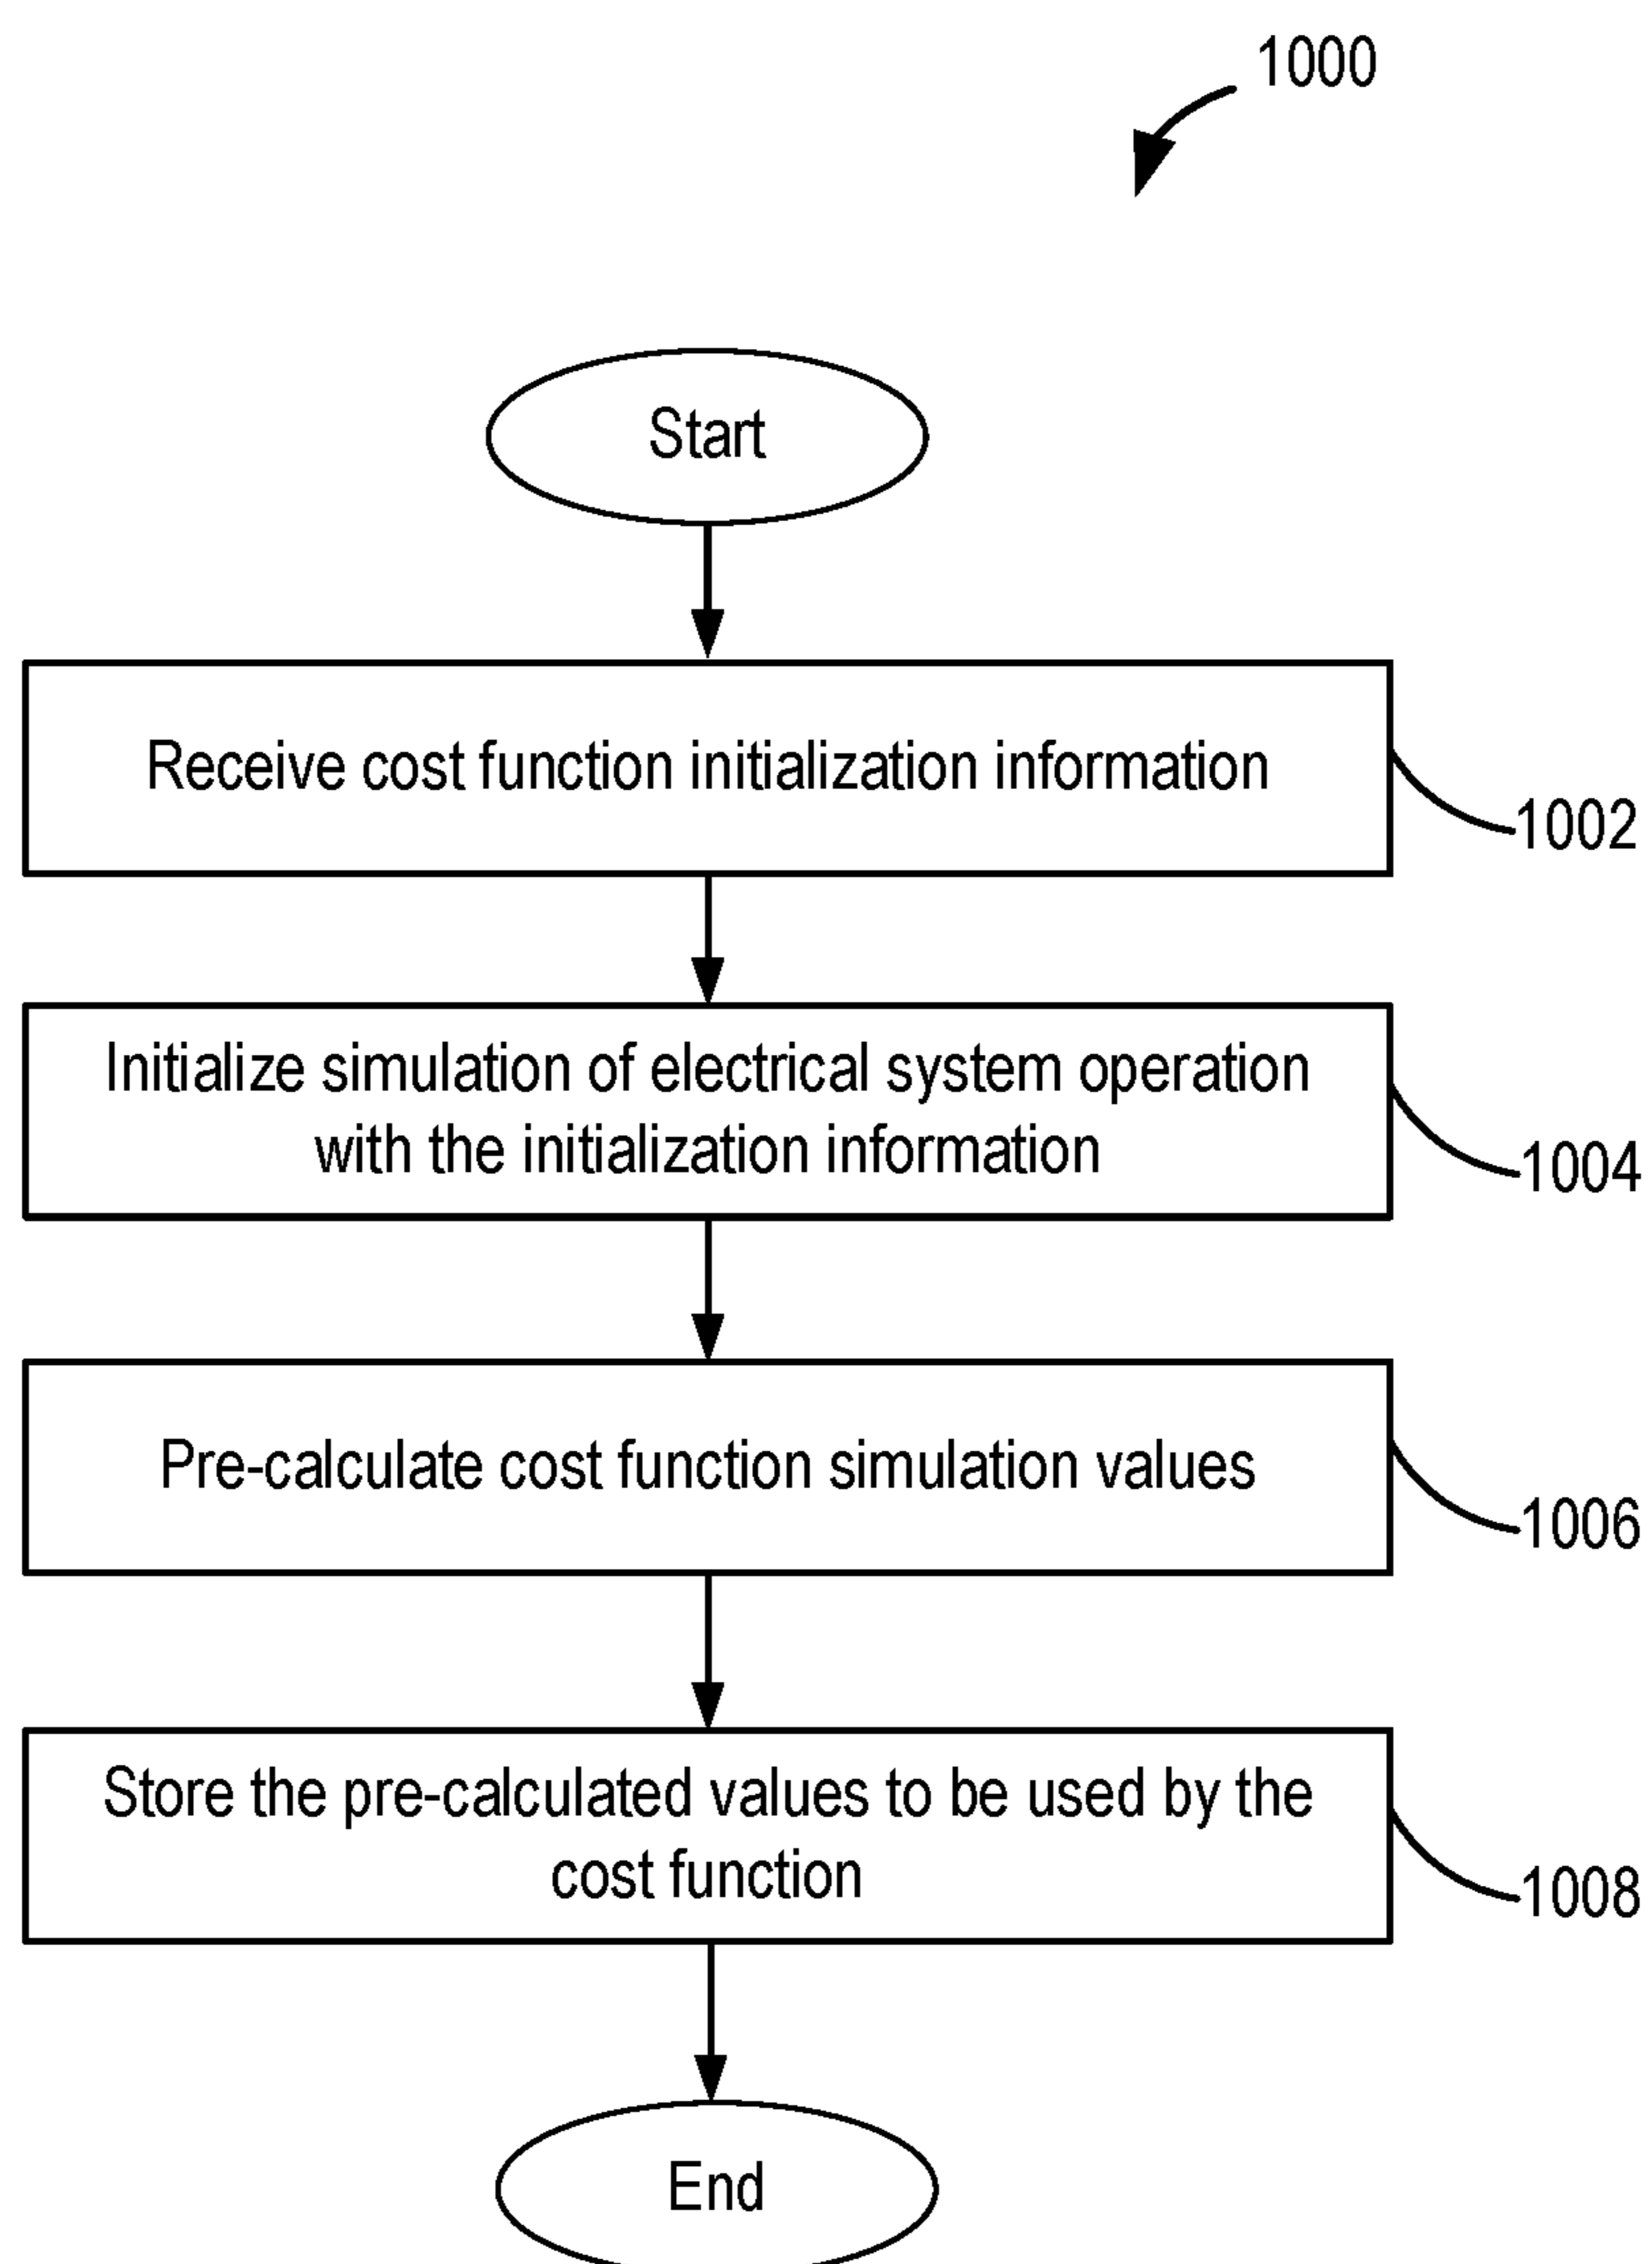 1000
Start
Receive cost function initialization information
1002
Initialize simulation of electrical system operation
with the initialization information
1004
Pre-calculate cost function simulation values
1006
Store the pre-calculated values to be used by the
cost function
1008
End